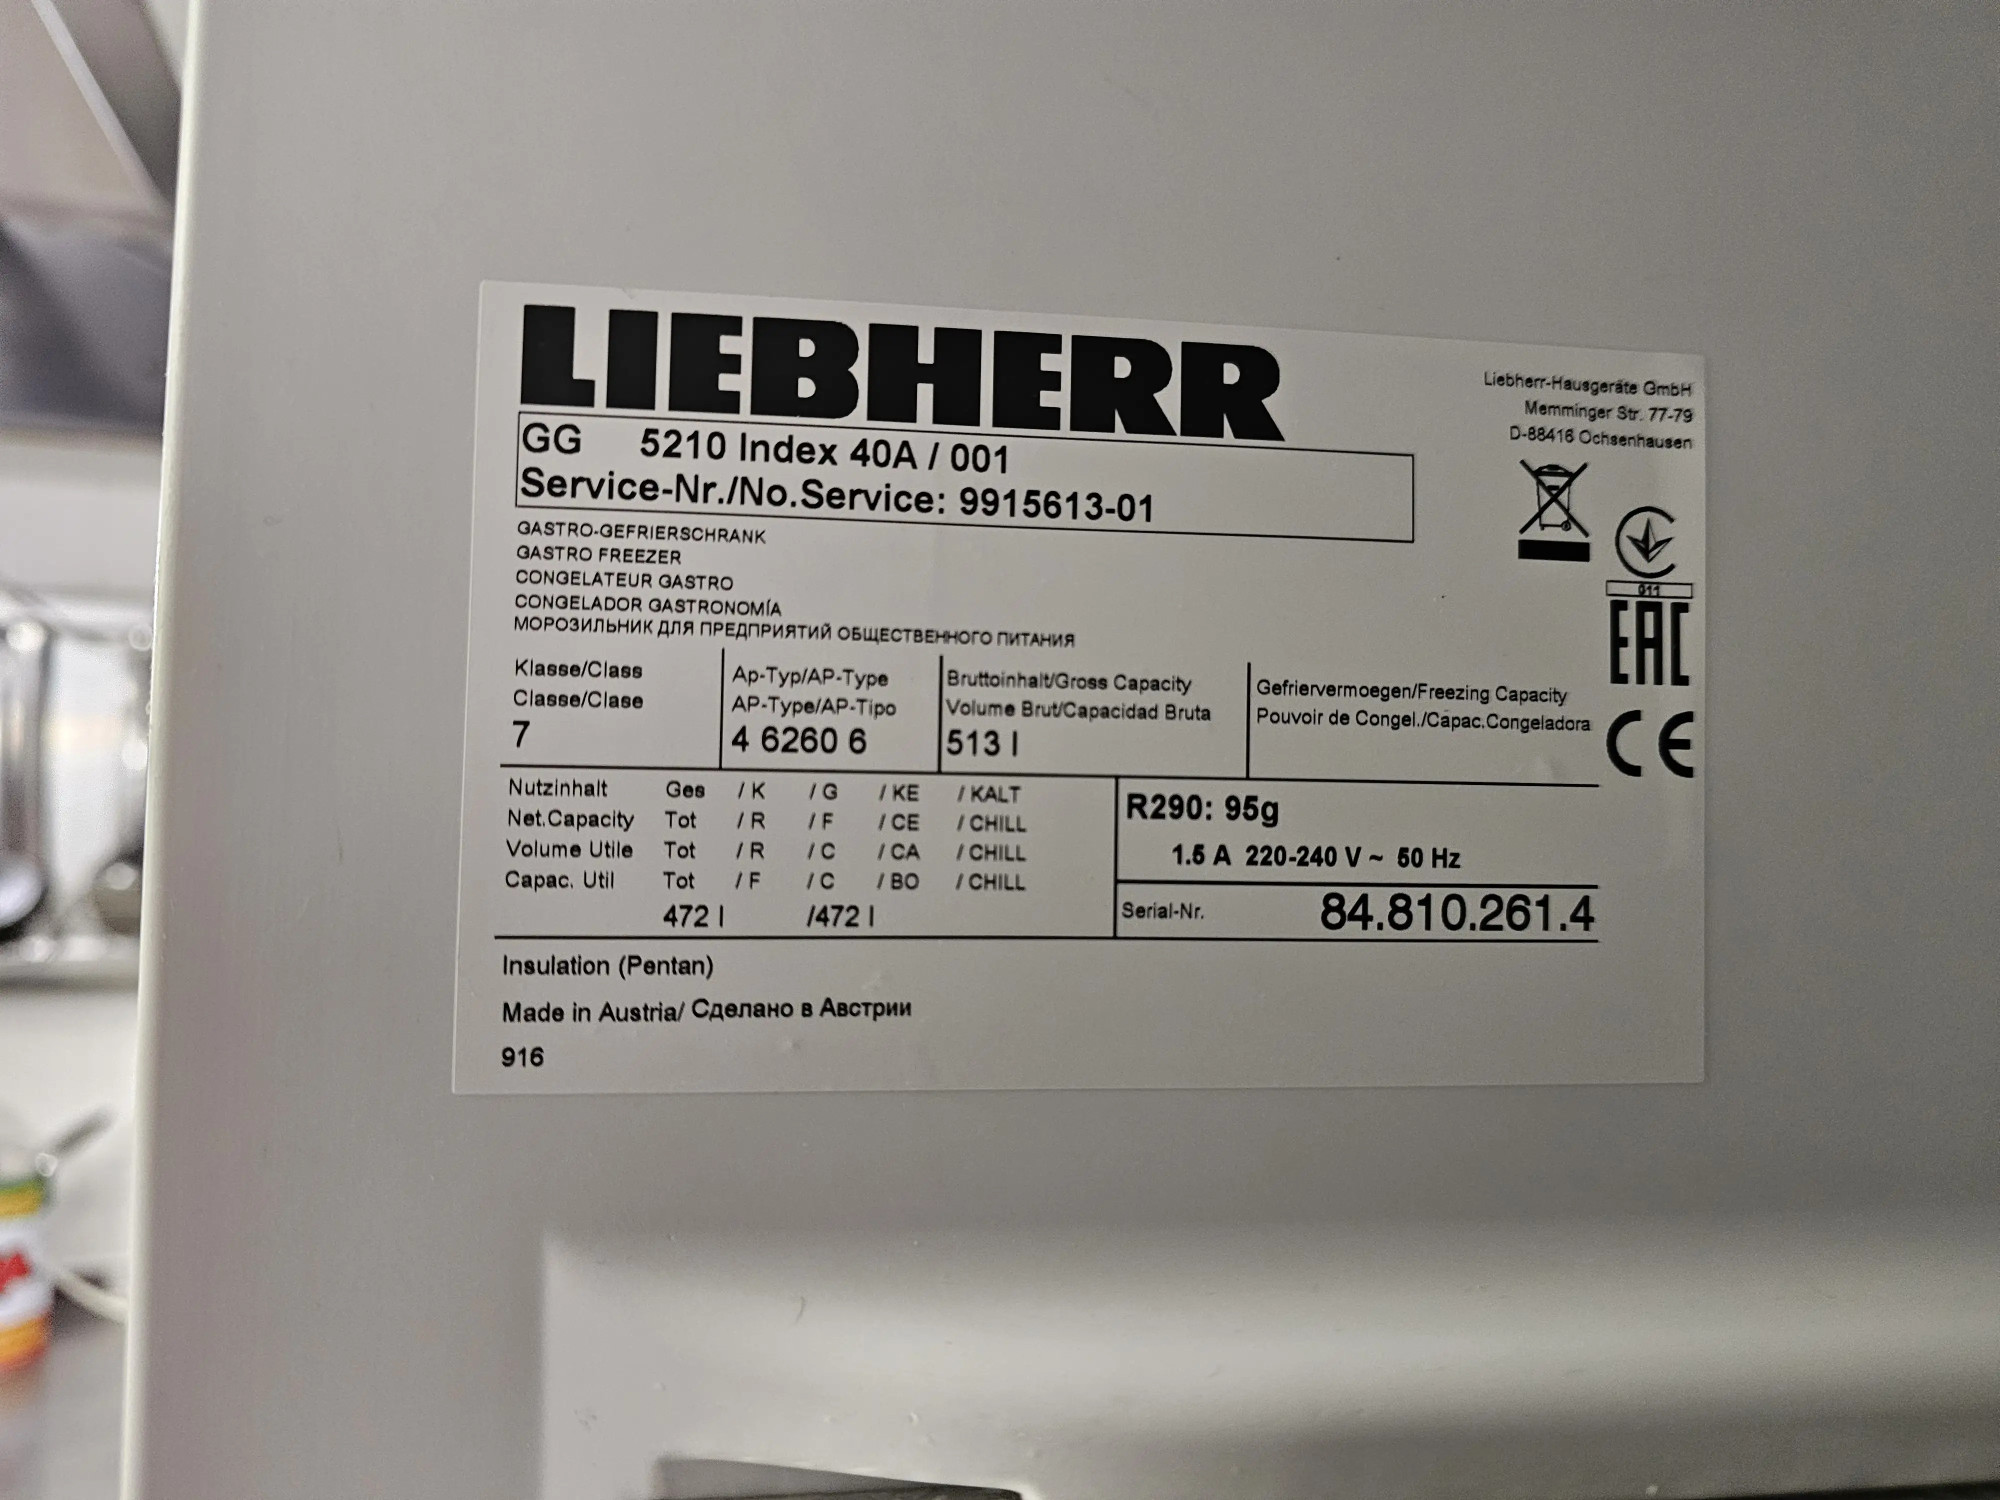 LIEBHERR
Liebherr-Hausgeräte GmbH
Memminger Str. 77-79
D-88416 Ochsenhausen
GG 5210 Index 40A / 001
Service-Nr./No.Service: 9915613-01
GASTRO-GEFRIERSCHRANK
GASTRO FREEZER
CONGELATEUR GASTRO
CONGELADOR GASTRONOMÍA
МОРОЗИЛЬНИК ДЛЯ ПРЕДПРИЯТИЙ ОБЩЕСТВЕННОГО ПИТАНИЯ
011
EAC
CE
Klasse/Class
Classe/Clase
7
Ap-Typ/AP-Type
AP-Type/AP-Tipo
4 6260 6
Bruttoinhalt/Gross Capacity
Volume Brut/Capacidad Bruta
513 l
Gefriervermoegen/Freezing Capacity
Pouvoir de Congel./Capac.Congeladora
Nutzinhalt Ges / K / G / KE / KALT
Net.Capacity Tot / R / F / CE / CHILL
Volume Utile Tot / R / C / CA / CHILL
Capac. Util Tot / F / C / BO / CHILL
472 l /472 l
R290: 95g
1.5 A 220-240 V ~ 50 Hz
Serial-Nr. 84.810.261.4
Insulation (Pentan)
Made in Austria/ Сделано в Австрии
916